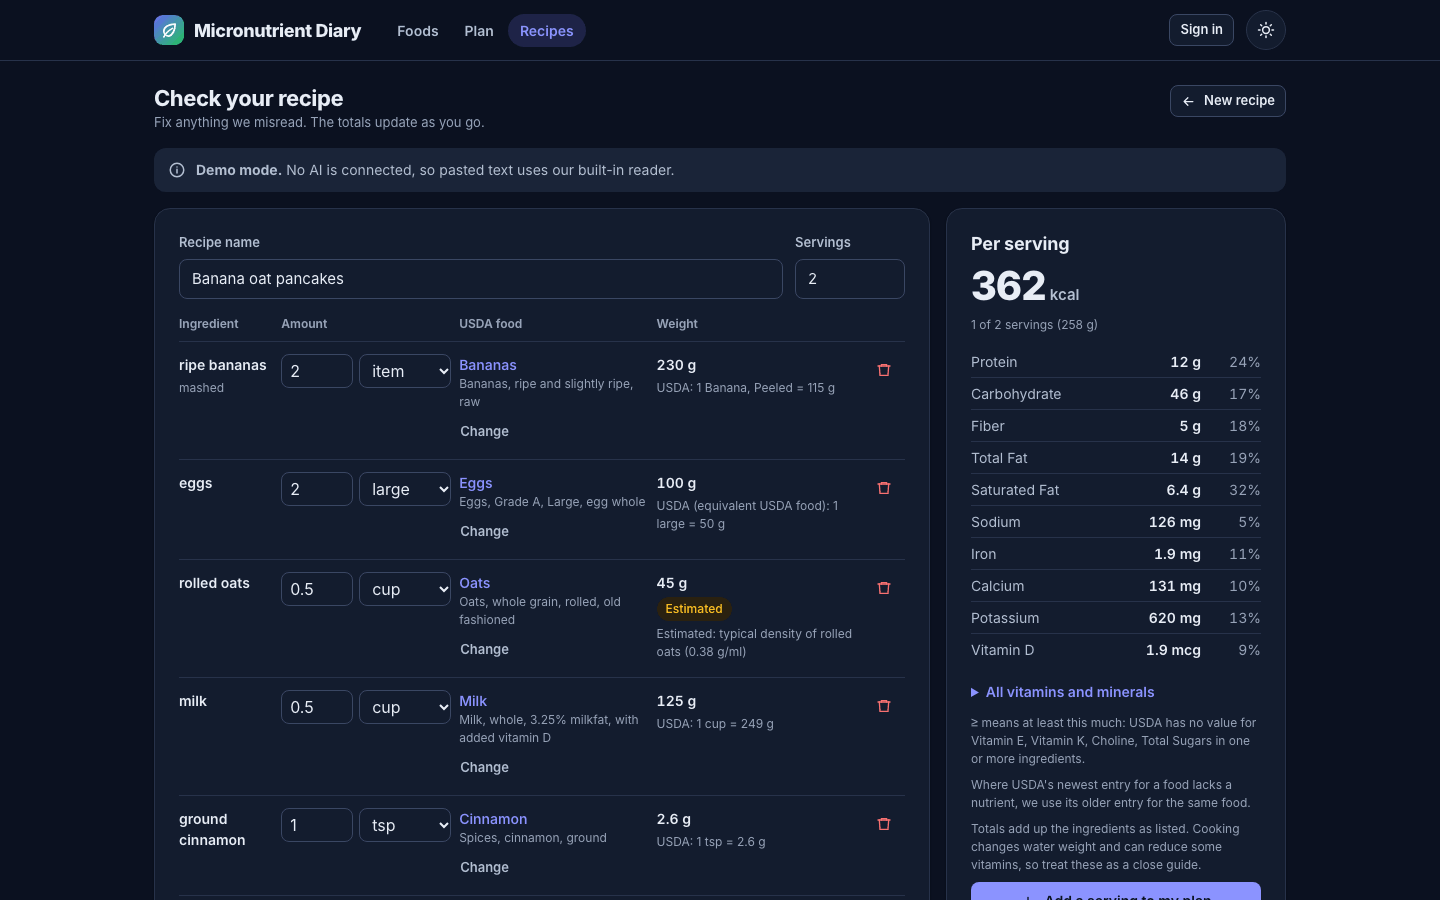 Micronutrient Diary
Foods
Plan
Recipes
Sign in
Check your recipe
Fix anything we misread. The totals update as you go.
New recipe
Demo mode. No AI is connected, so pasted text uses our built-in reader.
Recipe name
Servings
Banana oat pancakes
2
Ingredient
Amount
USDA food
Weight
ripe bananas
mashed
2
item
Bananas
Bananas, ripe and slightly ripe,
raw
Change
230 g
USDA: 1 Banana, Peeled = 115 g
eggs
2
large
Eggs
Eggs, Grade A, Large, egg whole
Change
100 g
USDA (equivalent USDA food): 1
large = 50 g
rolled oats
0.5
cup
Oats
Oats, whole grain, rolled, old
fashioned
Change
45 g
Estimated
Estimated: typical density of rolled
oats (0.38 g/ml)
milk
0.5
cup
Milk
Milk, whole, 3.25% milkfat, with
added vitamin D
Change
125 g
USDA: 1 cup = 249 g
ground
cinnamon
1
tsp
Cinnamon
Spices, cinnamon, ground
Change
2.6 g
USDA: 1 tsp = 2.6 g
Per serving
362 kcal
1 of 2 servings (258 g)
Protein 12 g 24%
Carbohydrate 46 g 17%
Fiber 5 g 18%
Total Fat 14 g 19%
Saturated Fat 6.4 g 32%
Sodium 126 mg 5%
Iron 1.9 mg 11%
Calcium 131 mg 10%
Potassium 620 mg 13%
Vitamin D 1.9 mcg 9%
All vitamins and minerals
≥ means at least this much: USDA has no value for
Vitamin E, Vitamin K, Choline, Total Sugars in one
or more ingredients.
Where USDA's newest entry for a food lacks a
nutrient, we use its older entry for the same food.
Totals add up the ingredients as listed. Cooking
changes water weight and can reduce some
vitamins, so treat these as a close guide.
Add a serving to my plan